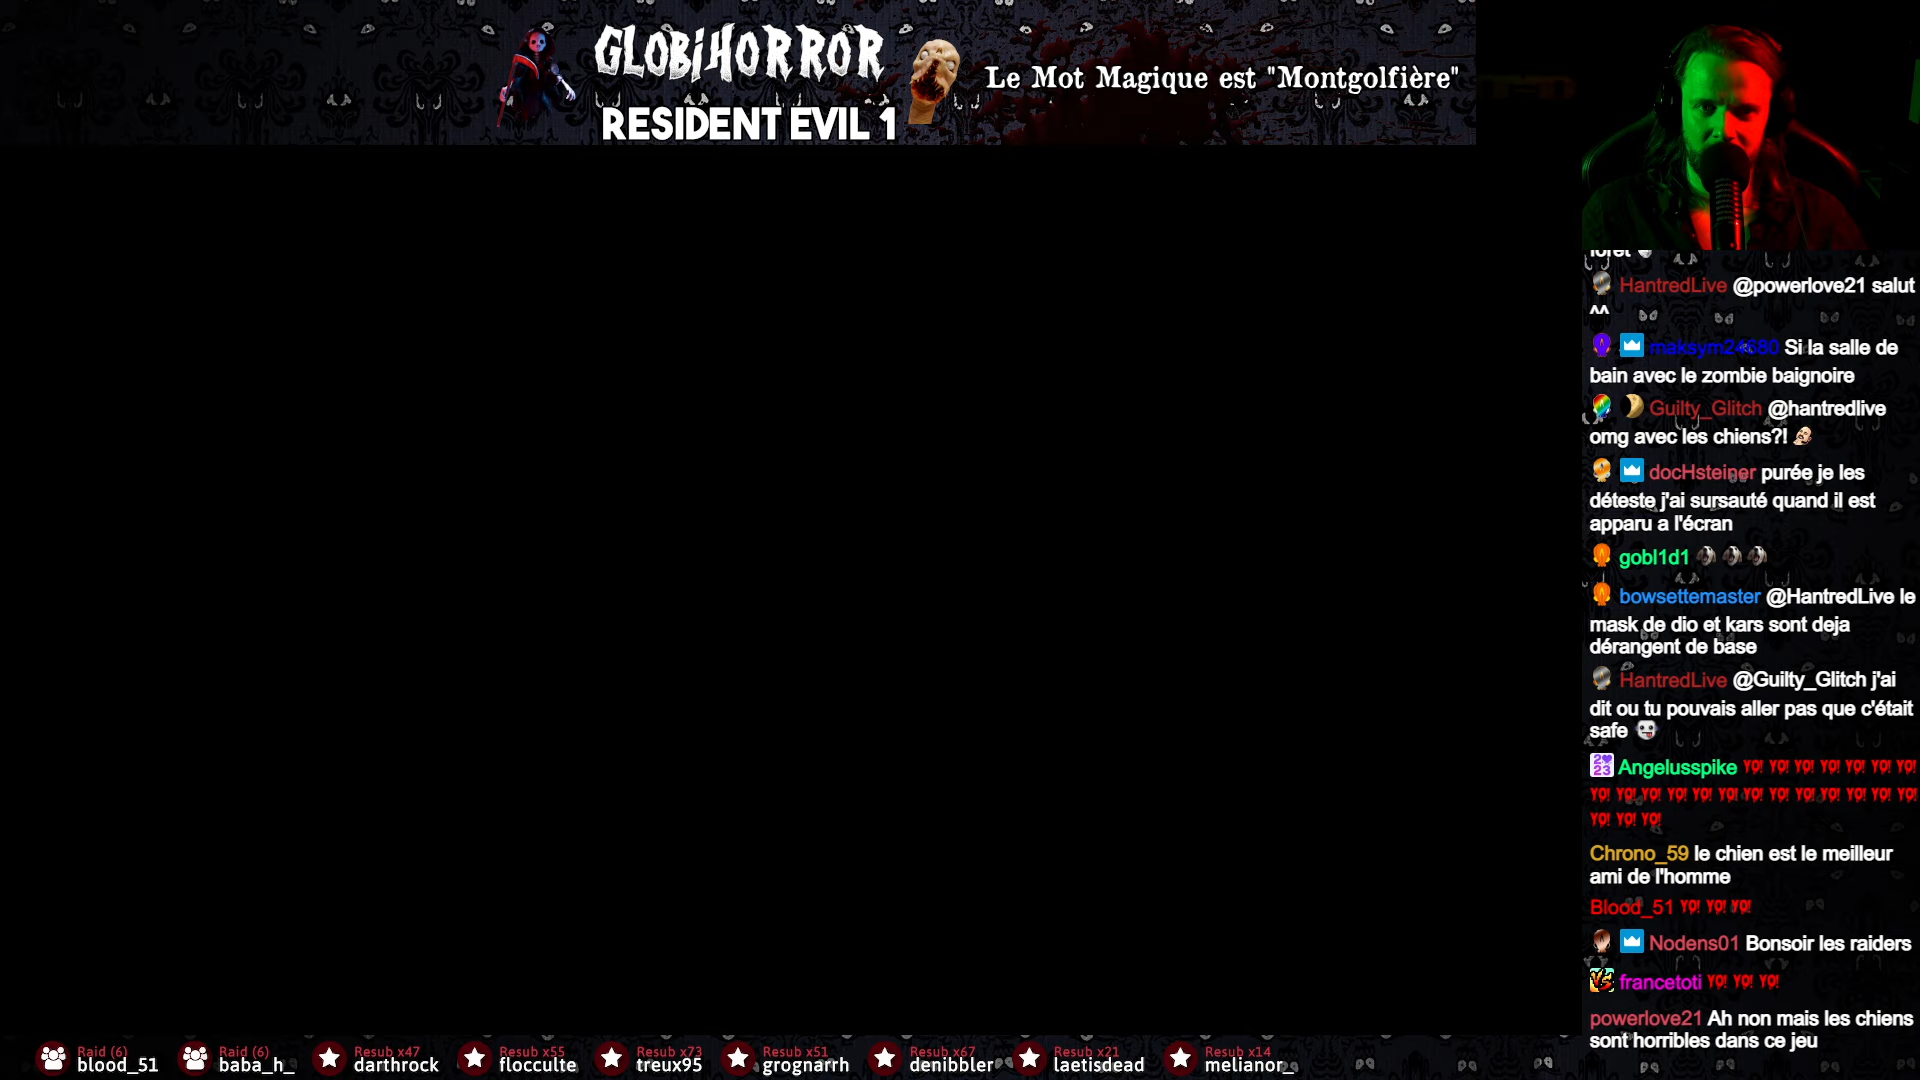 GLOBIHORROR
RESIDENT EVIL 1
Le Mot Magique est "Montgolfière"
HantredLive @powerlove21 salut
^^
maksym24680 Si la salle de
bain avec le zombie baignoire
Guilty_Glitch @hantredlive
omg avec les chiens?!
docHsteiner purée je les
déteste j'ai sursauté quand il est
apparu a l'écran
gobl1d1
bowsettemaster @HantredLive le
mask de dio et kars sont deja
dérangent de base
HantredLive @Guilty_Glitch j'ai
dit ou tu pouvais aller pas que c'était
safe
Angelusspike YO! YO! YO! YO! YO! YO! YO!
YO! YO! YO! YO! YO! YO! YO! YO! YO! YO! YO! YO! YO!
YO! YO! YO!
Chrono_59 le chien est le meilleur
ami de l'homme
Blood_51 YO! YO! YO!
Nodens01 Bonsoir les raiders
francetoti YO! YO! YO!
powerlove21 Ah non mais les chiens
sont horribles dans ce jeu
Raid (6) Raid (6) Resub x47 Resub x55 Resub x73 Resub x51 Resub x67 Resub x21 Resub x14
blood_51 baba_h_ darthrock flocculte treux95 grognarrh denibbler laetisdead melianor_